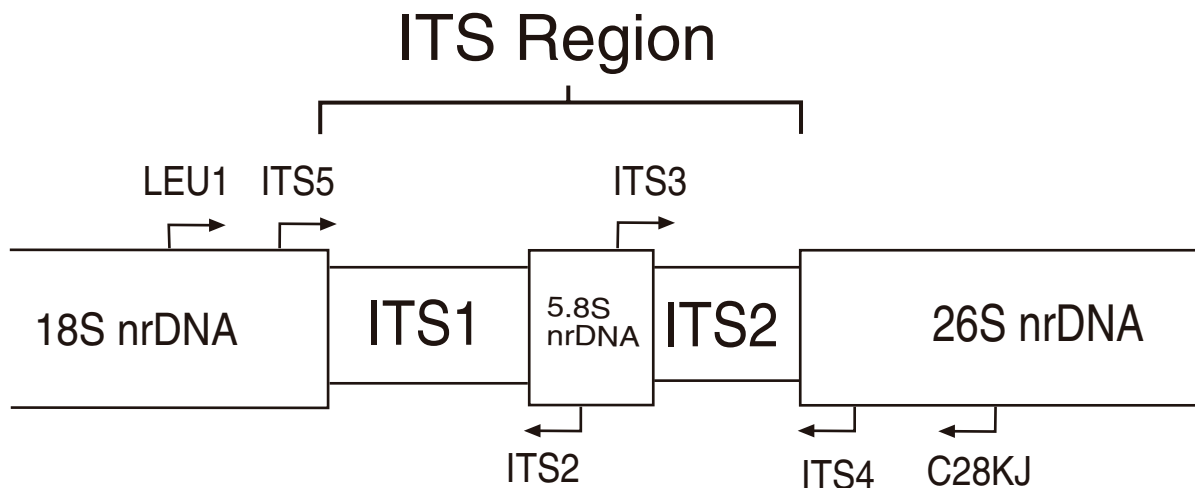 ITS Region
LEU1 ITS5 ITS3
18S nrDNA ITS1 5.8S nrDNA ITS2 26S nrDNA
ITS2 ITS4 C28KJ